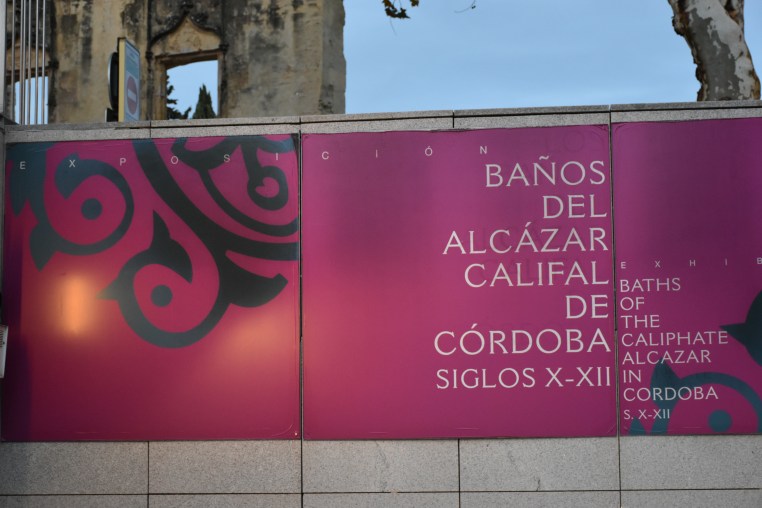 EXPOSICIÓN
BAÑOS
DEL
ALCÁZAR
CALIFAL
DE
CÓRDOBA
SIGLOS X-XII
EXHIB
BATHS
OF
THE
CALIPHATE
ALCAZAR
IN
CORDOBA
S. X-XII